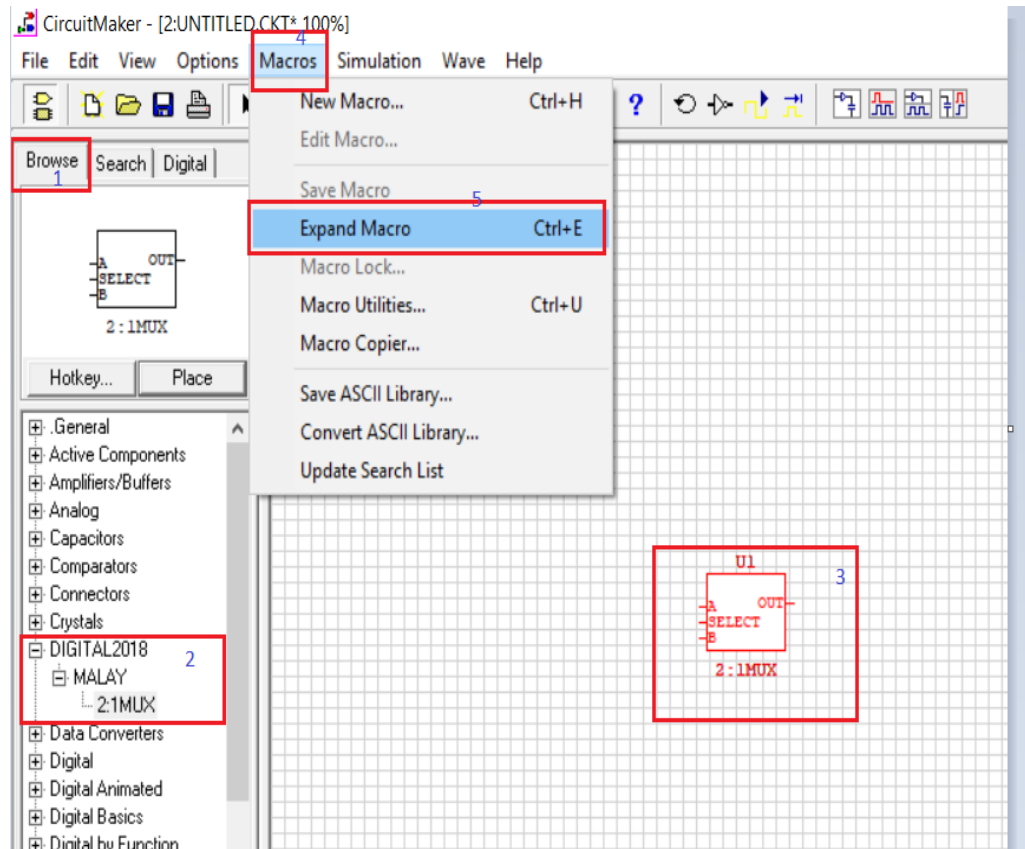 CircuitMaker - [2:UNTITLED.CKT* 100%]
4
File Edit View Options Macros Simulation Wave Help
New Macro... Ctrl+H
Edit Macro...
Save Macro
5
Expand Macro Ctrl+E
Macro Lock...
Macro Utilities... Ctrl+U
Macro Copier...
Save ASCII Library...
Convert ASCII Library...
Update Search List
?
Browse Search Digital
1
A OUT
SELECT
B
2:1MUX
Hotkey... Place
.General
Active Components
Amplifiers/Buffers
Analog
Capacitors
Comparators
Connectors
Crystals
DIGITAL2018
2
MALAY
2:1MUX
Data Converters
Digital
Digital Animated
Digital Basics
Digital by Function
U1
3
A OUT
SELECT
B
2:1MUX